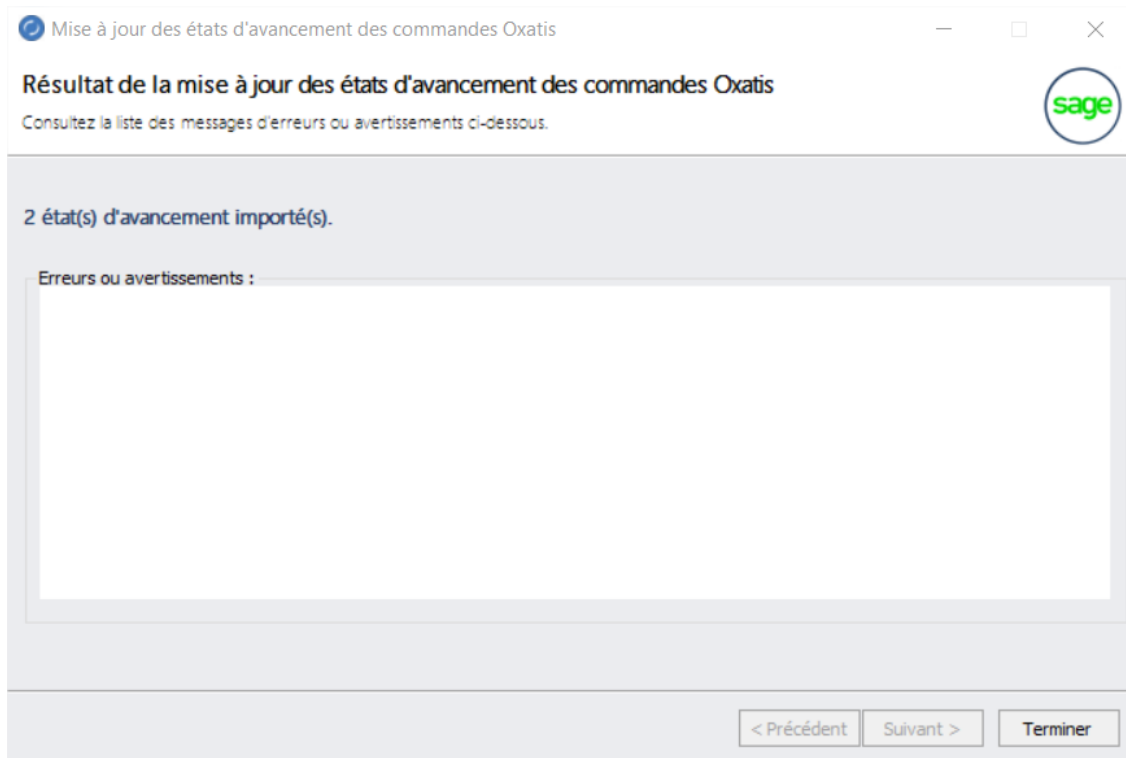 Mise à jour des états d'avancement des commandes Oxatis
Résultat de la mise à jour des états d'avancement des commandes Oxatis
Consultez la liste des messages d'erreurs ou avertissements ci-dessous.
sage
2 état(s) d'avancement importé(s).
Erreurs ou avertissements :
< Précédent Suivant > Terminer